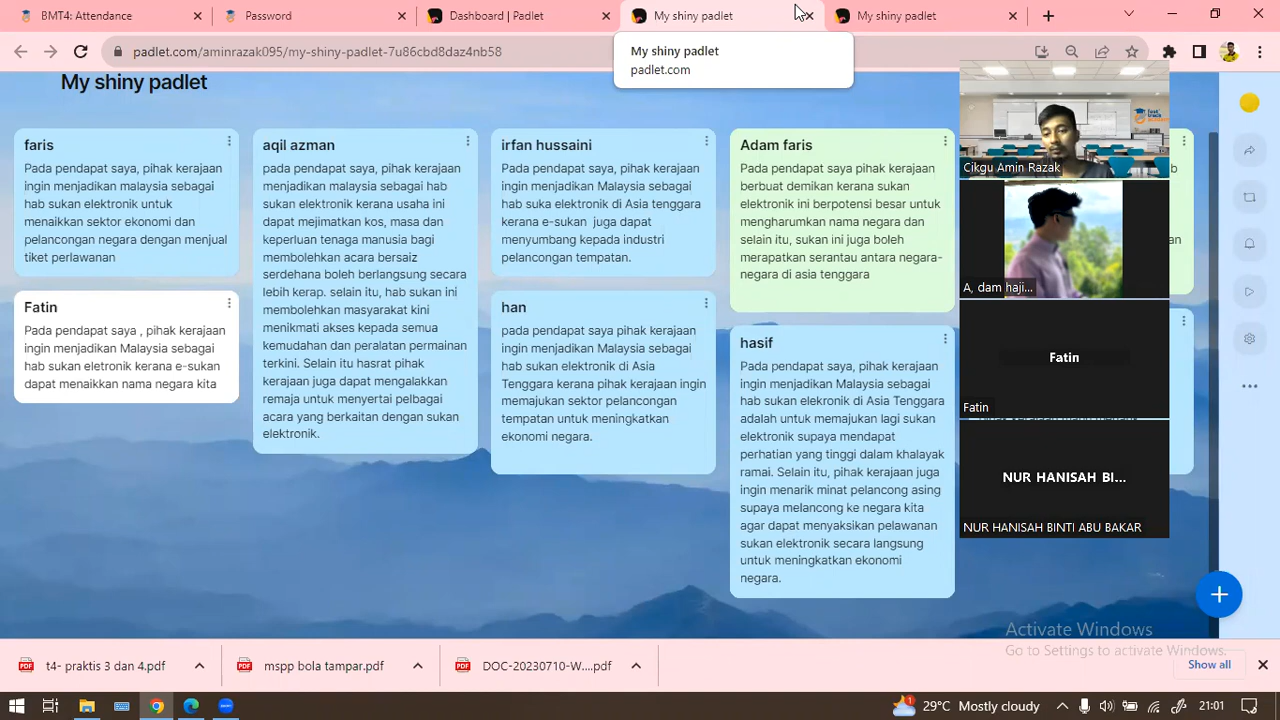 BMT4: Attendance
Password
Dashboard | Padlet
My shiny padlet
My shiny padlet
padlet.com/aminrazak095/my-shiny-padlet-7u86cbd8daz4nb58
My shiny padlet
padlet.com
My shiny padlet
faris
Pada pendapat saya, pihak kerajaan
ingin menjadikan malaysia sebagai
hab sukan elektronik untuk
menaikkan sektor ekonomi dan
pelancongan negara dengan menjual
tiket perlawanan
Fatin
Pada pendapat saya , pihak kerajaan
ingin menjadikan Malaysia sebagai
hab sukan eletronik kerana e-sukan
dapat menaikkan nama negara kita
aqil azman
pada pendapat saya, pihak kerajaan
menjadikan malaysia sebagai hab
sukan elektronik kerana usaha ini
dapat mejinatkan kos, masa dan
keperluan tenaga manusia bagi
membolehkan acara bersaiz
serdehana boleh berlangsung secara
lebih kerap. selain itu, hab sukan ini
membolehkan masyarakat kini
menikmati akses kepada semua
kemudahan dan peralatan permainan
terkini. Selain itu hasrat pihak
kerajaan juga dapat mengalakkan
remaja untuk menyertai pelbagai
acara yang berkaitan dengan sukan
elektronik.
irfan hussaini
Pada pendapat saya, pihak kerajaan
ingin menjadikan Malaysia sebagai
hab suka elektronik di Asia tenggara
kerana e-sukan juga dapat
menyumbang kepada industri
pelancongan tempatan.
han
pada pendapat saya pihak kerajaan
ingin menjadikan Malaysia sebagai
hab sukan elektronik di Asia
Tenggara kerana pihak kerajaan ingin
memajukan sektor pelancongan
tempatan untuk meningkatkan
ekonomi negara.
Adam faris
Pada pendapat saya pihak kerajaan
berbuat demikan kerana sukan
elektronik ini berpotensi besar untuk
mengharumkan nama negara dan
selain itu, sukan ini juga boleh
merapatkan serantau antara negara-
negara di asia tenggara
hasif
Pada pendapat saya, pihak kerajaan
ingin menjadikan Malaysia sebagai
hab sukan elekronik di Asia Tenggara
adalah untuk memajukan lagi sukan
elektronik supaya mendapat
perhatian yang tinggi dalam khalayak
ramai. Selain itu, pihak kerajaan juga
ingin menarik minat pelancong asing
supaya melancong ke negara kita
agar dapat menyaksikan pelawanan
sukan elektronik secara langsung
untuk meningkatkan ekonomi
negara.
Cikgu Amin Razak
A, dam haji...
Fatin
Fatin
NUR HANISAH BI...
NUR HANISAH BINTI ABU BAKAR
Activate Windows
Go to Settings to activate Windows.
t4- praktis 3 dan 4.pdf
mspp bola tampar.pdf
DOC-20230710-W....pdf
Show all
29°C Mostly cloudy
21:01